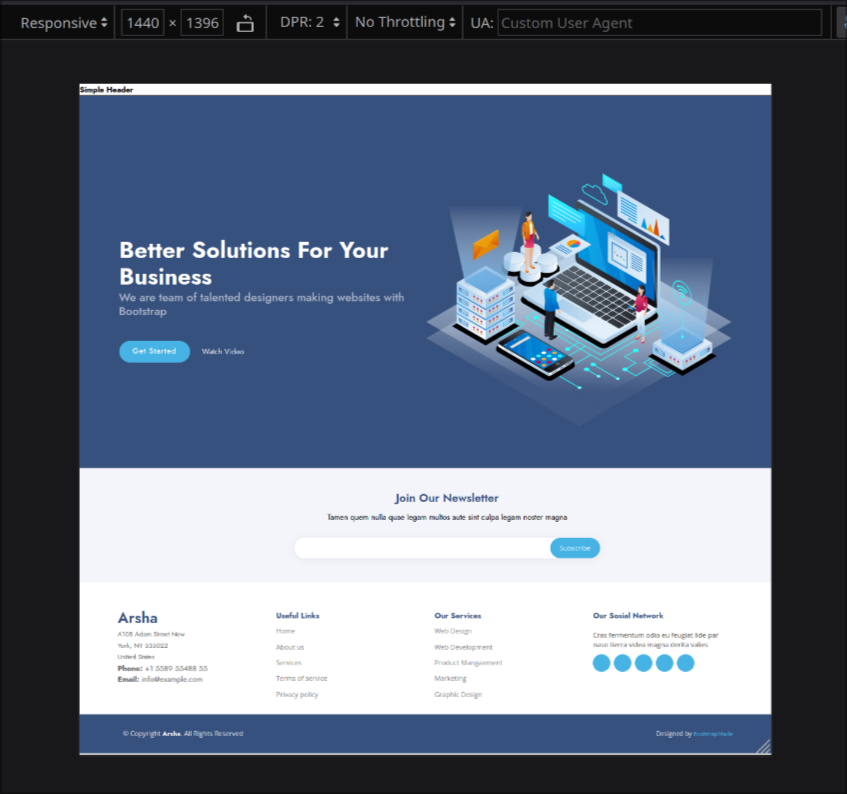 Responsive 1440 × 1396 DPR: 2 No Throttling UA: Custom User Agent
Simple Header
Better Solutions For Your
Business
We are team of talented designers making websites with
Bootstrap
Get Started Watch Video
Join Our Newsletter
Tamen quem nulla quae legam multos aute sint culpa legam noster magna
Subscribe
Arsha
A108 Adam Street New
York, NY 535022
United States
Phone: +1 5589 55488 55
Email: info@example.com
Useful Links
Home
About us
Services
Terms of service
Privacy policy
Our Services
Web Design
Web Development
Product Mangaement
Marketing
Graphic Design
Our Sosial Network
Cras fermentum odio eu feugiat lide par
naso tierra videa magna derita valies
© Copyright Arsha. All Rights Reserved
Designed by BootstrapMade